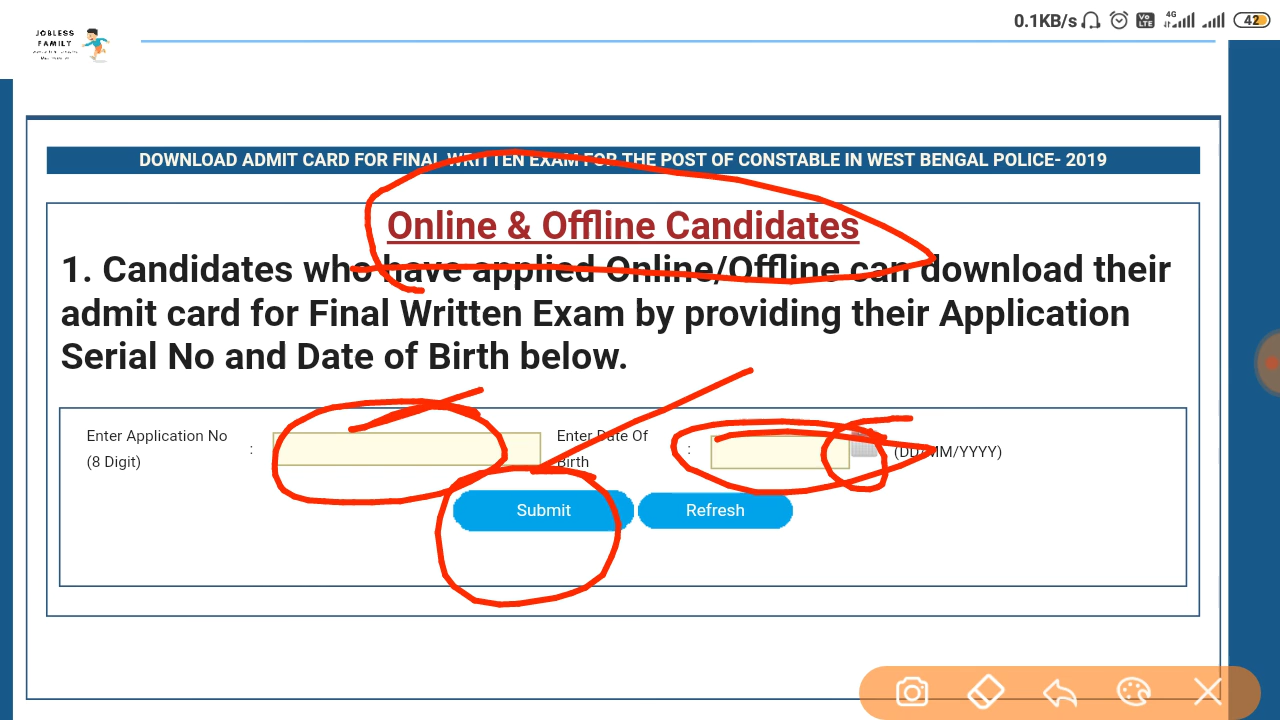 0.1KB/s
Vo LTE
4G
42
JOBLESS
FAMILY
DOWNLOAD ADMIT CARD FOR FINAL WRITTEN EXAM FOR THE POST OF CONSTABLE IN WEST BENGAL POLICE- 2019
Online & Offline Candidates
1. Candidates who have applied Online/Offline can download their
admit card for Final Written Exam by providing their Application
Serial No and Date of Birth below.
Enter Application No
(8 Digit)
:
Enter Date Of
Birth
:
(DD/MM/YYYY)
Submit
Refresh